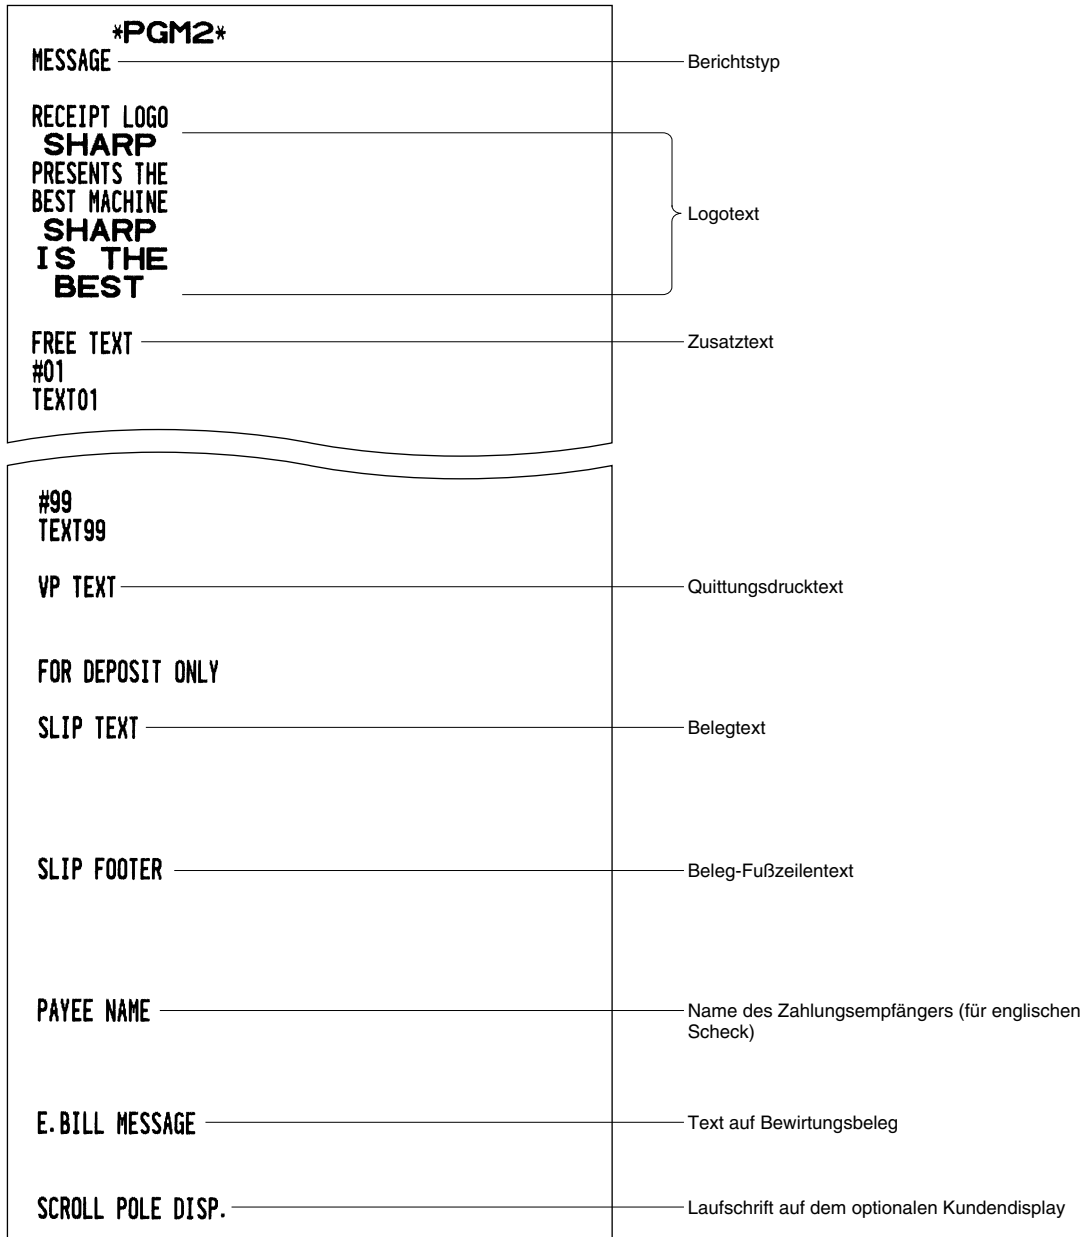 *PGM2*
MESSAGE
Berichtstyp
RECEIPT LOGO
SHARP
PRESENTS THE
BEST MACHINE
SHARP
IS THE
BEST
Logotext
FREE TEXT
Zusatztext
#01
TEXT01
#99
TEXT99
VP TEXT
Quittungsdrucktext
FOR DEPOSIT ONLY
SLIP TEXT
Belegtext
SLIP FOOTER
Beleg-Fußzeilentext
PAYEE NAME
Name des Zahlungsempfängers (für englischen
Scheck)
E.BILL MESSAGE
Text auf Bewirtungsbeleg
SCROLL POLE DISP.
Laufschrift auf dem optionalen Kundendisplay